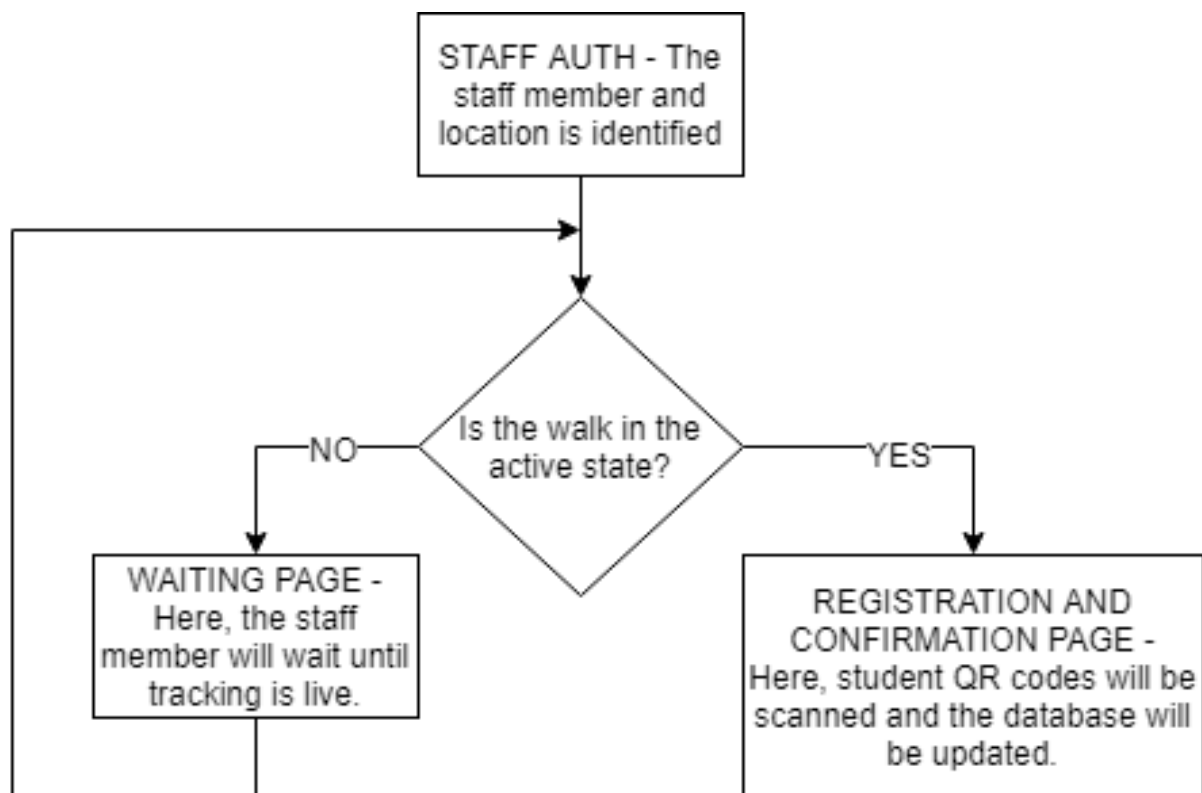 STAFF AUTH - The
staff member and
location is identified
Is the walk in the
active state?
NO
YES
WAITING PAGE -
Here, the staff
member will wait until
tracking is live.
REGISTRATION AND
CONFIRMATION PAGE -
Here, student QR codes will be
scanned and the database will
be updated.